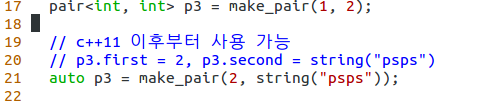 17 pair<int, int> p3 = make_pair(1, 2);
18
19 // c++11 이후부터 사용 가능
20 // p3.first = 2, p3.second = string("psps")
21 auto p3 = make_pair(2, string("psps"));
22